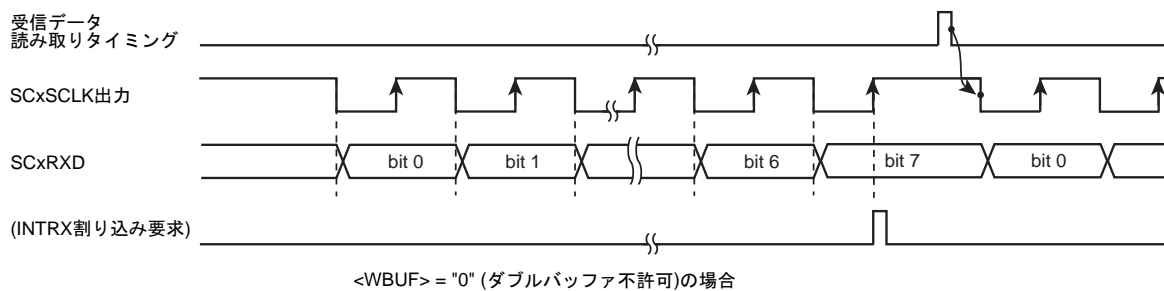 受信データ
読み取りタイミング
SCxSCLK出力
SCxRXD
bit 0
bit 1
bit 6
bit 7
bit 0
(INTRX割り込み要求)
<WBUF> = "0" (ダブルバッファ不許可)の場合